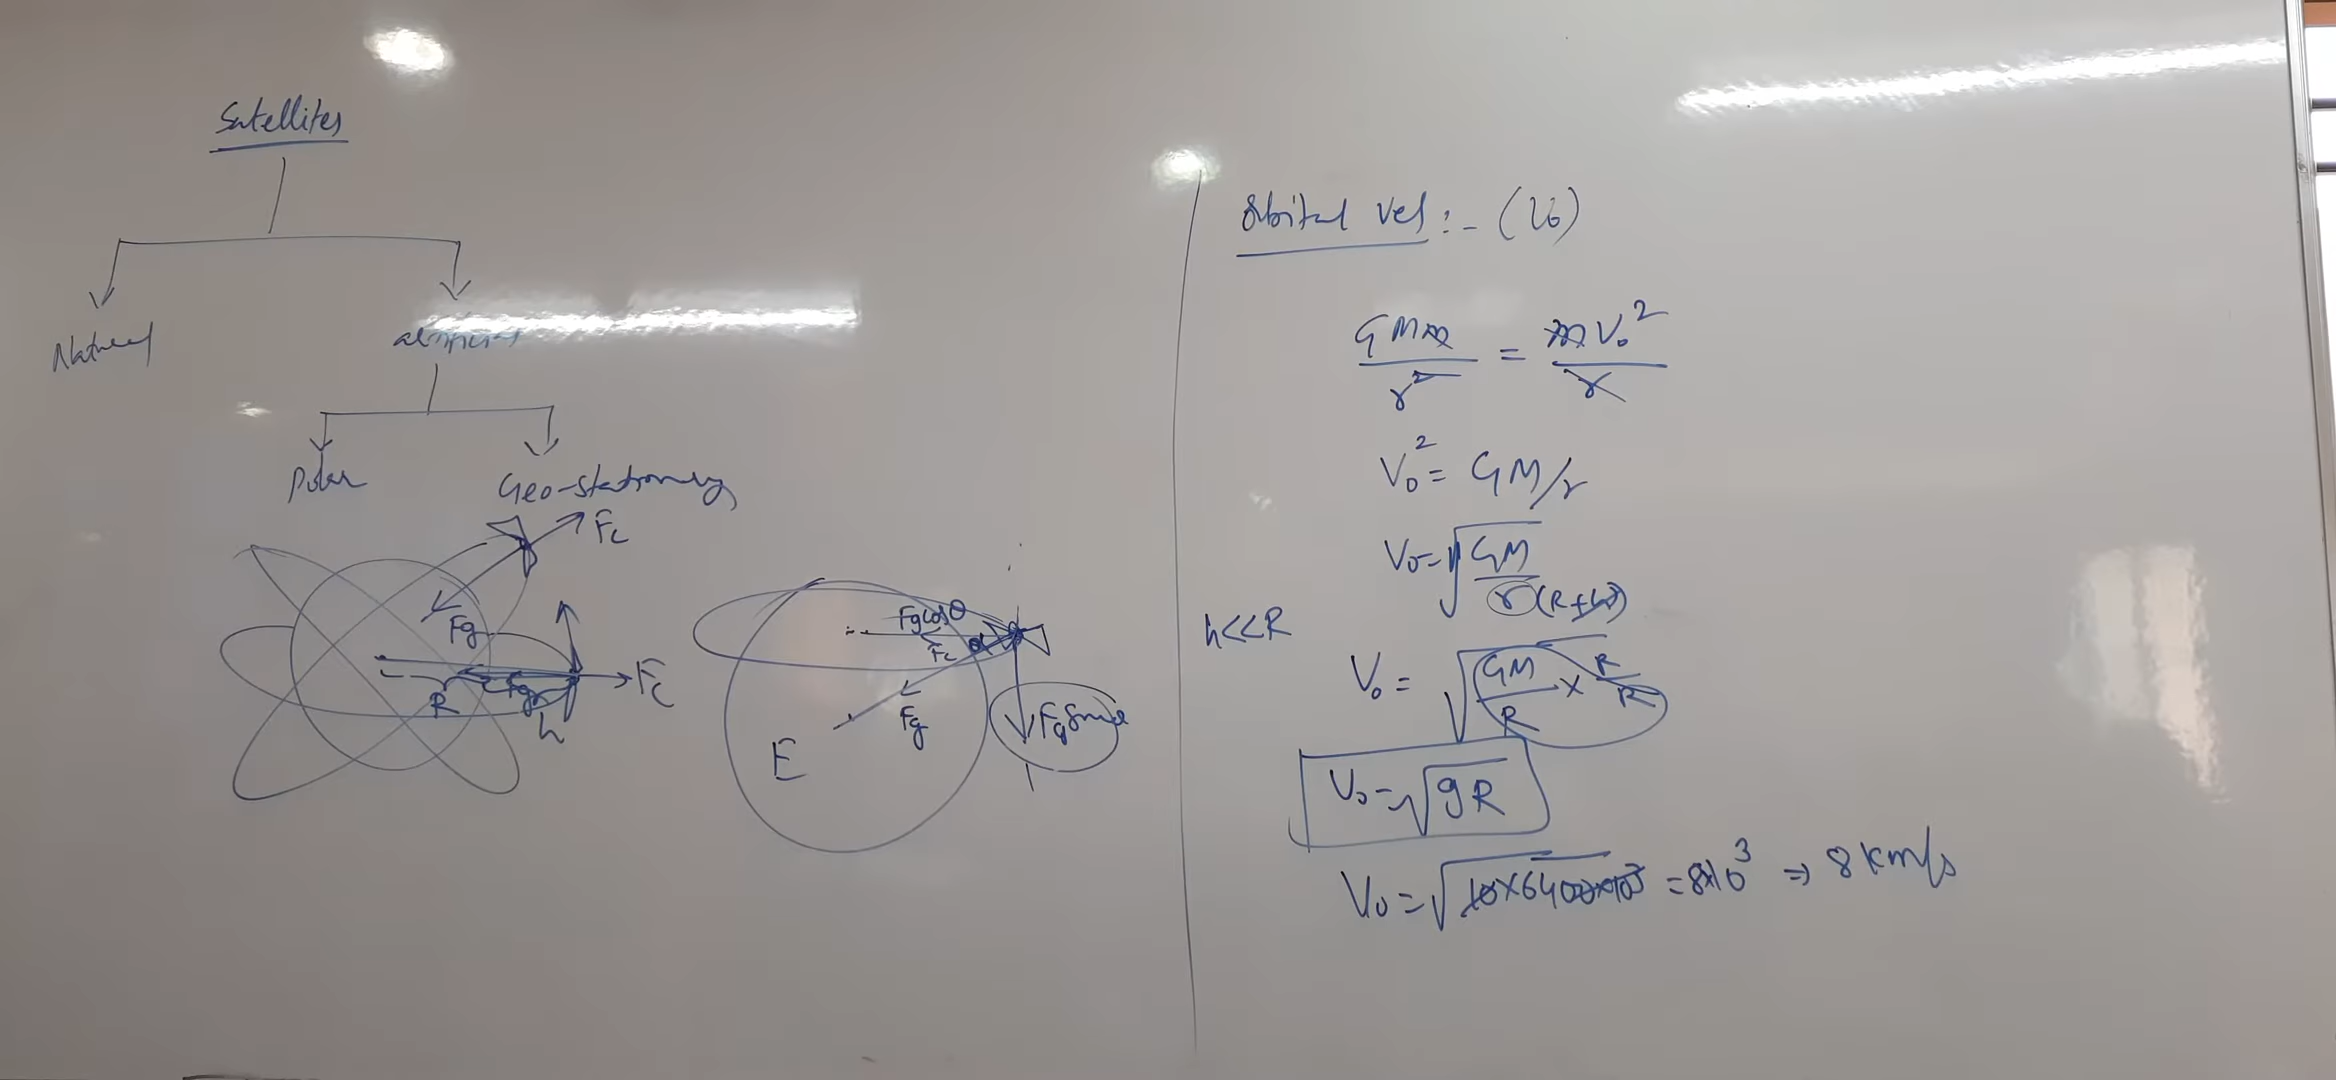 Satellites
Natural
Polar
Geo-stationary
Fc
Fg
Fc
R
Fg
h
Fg cosθ
Fc
α
Fg
Fg sinα
E
Orbital Vel :- (V₀)
GMm/r² = mV₀²/r
V₀² = GM/r
V₀ = √(GM/r) (R+h)
h<<R
V₀ = √(GM/R × R/R)
V₀ = √gR
V₀ = √(10×6400×10³) = 8×10³ ⇒ 8 km/s